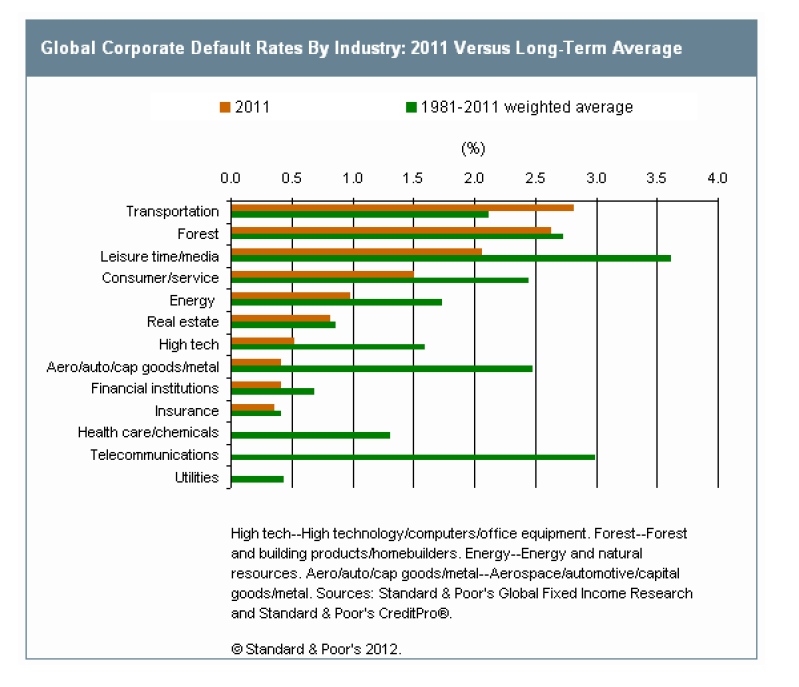 Global Corporate Default Rates By Industry: 2011 Versus Long-Term Average
2011 1981-2011 weighted average
(%)
0.0 0.5 1.0 1.5 2.0 2.5 3.0 3.5 4.0
Transportation
Forest
Leisure time/media
Consumer/service
Energy
Real estate
High tech
Aero/auto/cap goods/metal
Financial institutions
Insurance
Health care/chemicals
Telecommunications
Utilities
High tech--High technology/computers/office equipment. Forest--Forest
and building products/homebuilders. Energy--Energy and natural
resources. Aero/auto/cap goods/metal--Aerospace/automotive/capital
goods/metal. Sources: Standard & Poor's Global Fixed Income Research
and Standard & Poor's CreditPro®.
© Standard & Poor's 2012.